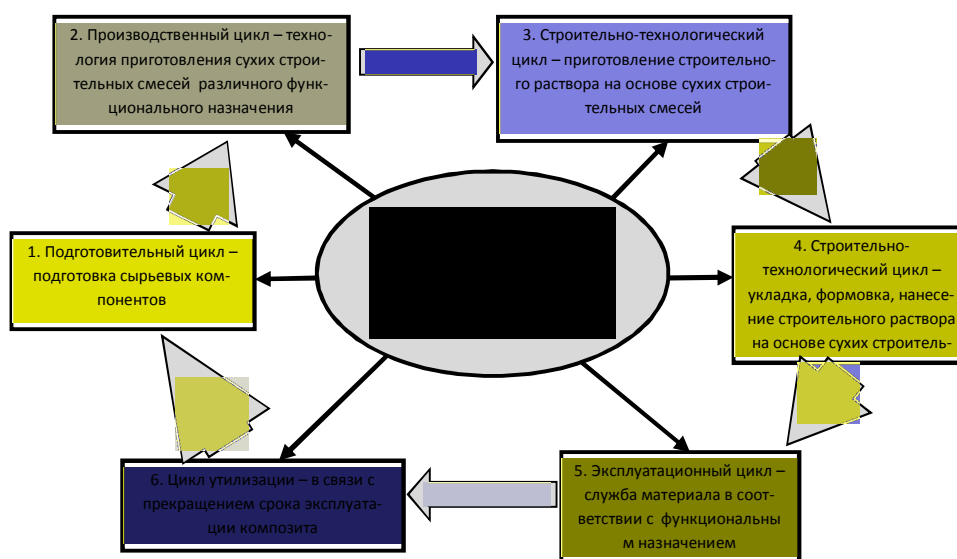 2. Производственный цикл – техно-
логия приготовления сухих строи-
тельных смесей различного функ-
ционального назначения
3. Строительно-технологический
цикл – приготовление строительно-
го раствора на основе сухих строи-
тельных смесей
1. Подготовительный цикл –
подготовка сырьевых ком-
понентов
4. Строительно-
технологический цикл –
укладка, формовка, нанесе-
ние строительного раствора
на основе сухих строитель-
6. Цикл утилизации – в связи с
прекращением срока эксплуата-
ции композита
5. Эксплуатационный цикл –
служба материала в соот-
ветствии с функциональны
м назначением